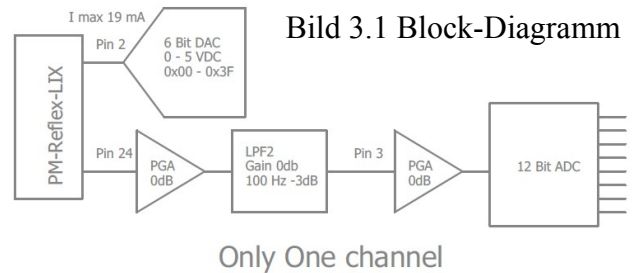 Bild 3.1 Block-Diagramm
I max 19 mA
Pin 2
6 Bit DAC
0 - 5 VDC
0x00 - 0x3F
PM-Reflex-LIX
Pin 24
PGA
0dB
LPF2
Gain 0db
100 Hz -3dB
Pin 3
PGA
0dB
12 Bit ADC
Only One channel